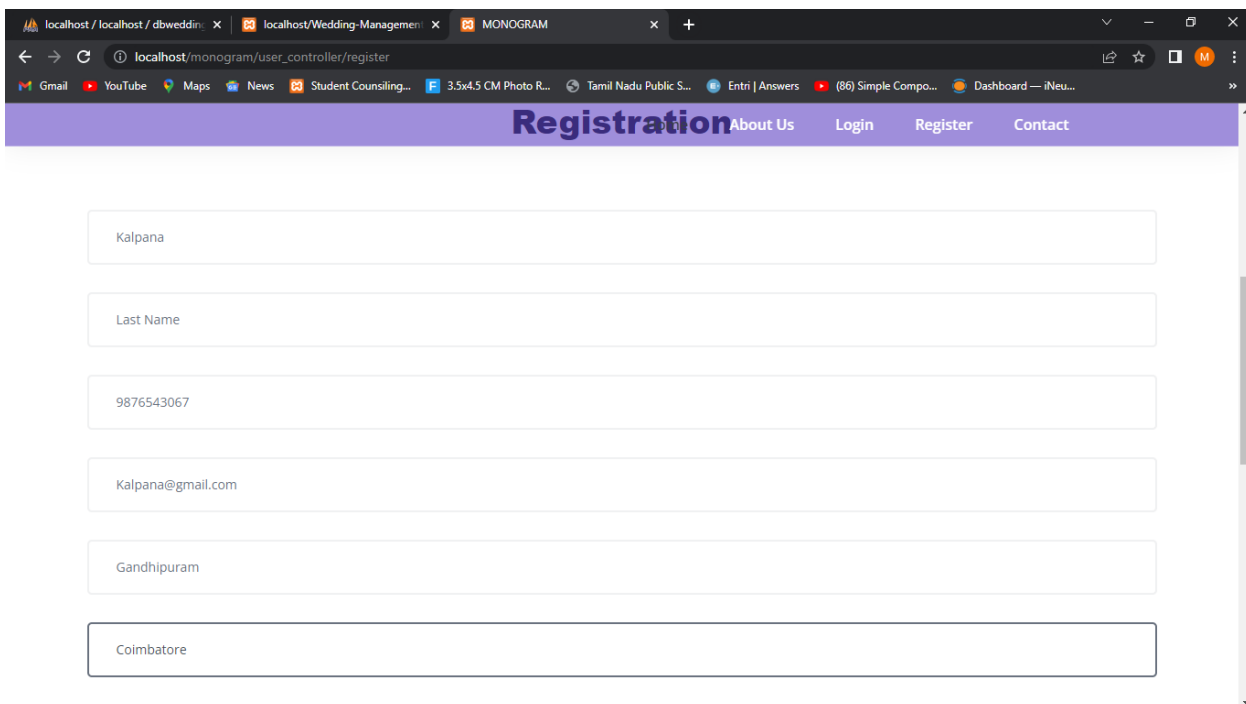 localhost / localhost / dbwedding
localhost/Wedding-Management
MONOGRAM
localhost/monogram/user_controller/register
M
Gmail YouTube Maps News Student Counsiling... 3.5x4.5 CM Photo R... Tamil Nadu Public S... Entri | Answers (86) Simple Compo... Dashboard — iNeu... »
Registration
Home About Us Login Register Contact
Kalpana
Last Name
9876543067
Kalpana@gmail.com
Gandhipuram
Coimbatore